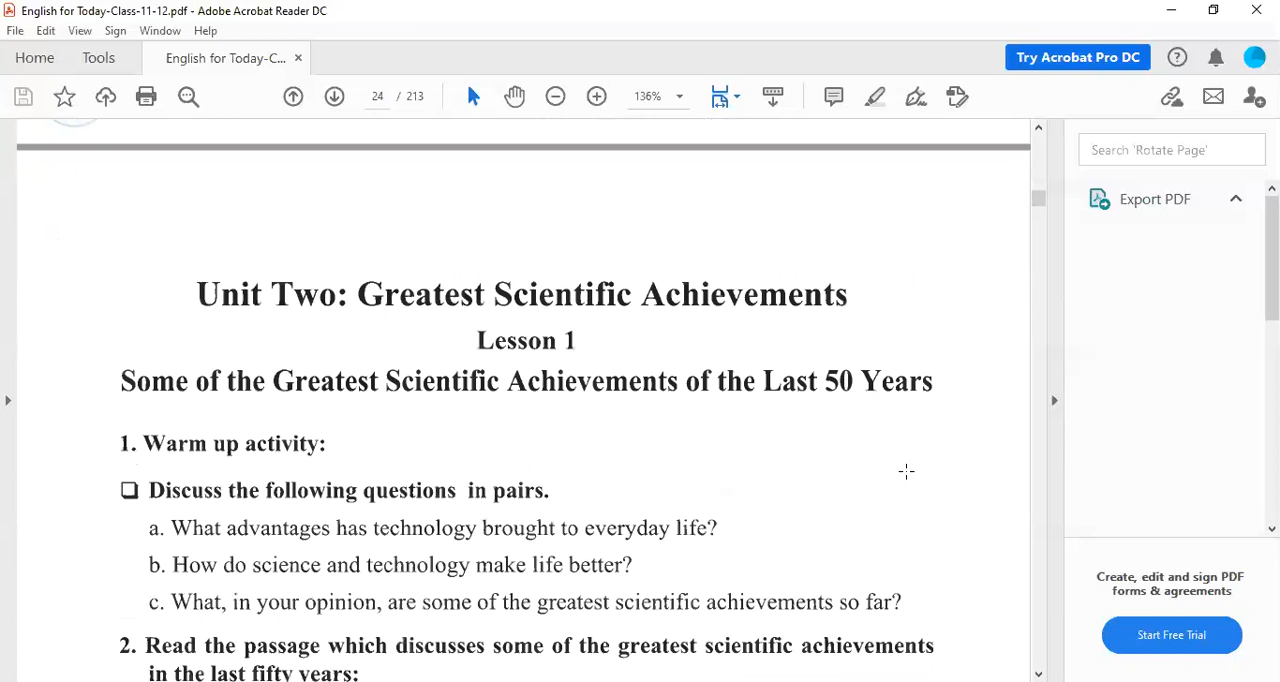 English for Today-Class-11-12.pdf - Adobe Acrobat Reader DC
File Edit View Sign Window Help
Home Tools English for Today-C... × Try Acrobat Pro DC
24 / 213 136%
Search 'Rotate Page'
Export PDF
Unit Two: Greatest Scientific Achievements
Lesson 1
Some of the Greatest Scientific Achievements of the Last 50 Years
1. Warm up activity:
❑ Discuss the following questions in pairs.
a. What advantages has technology brought to everyday life?
b. How do science and technology make life better?
c. What, in your opinion, are some of the greatest scientific achievements so far?
2. Read the passage which discusses some of the greatest scientific achievements
in the last fifty years:
Create, edit and sign PDF
forms & agreements
Start Free Trial